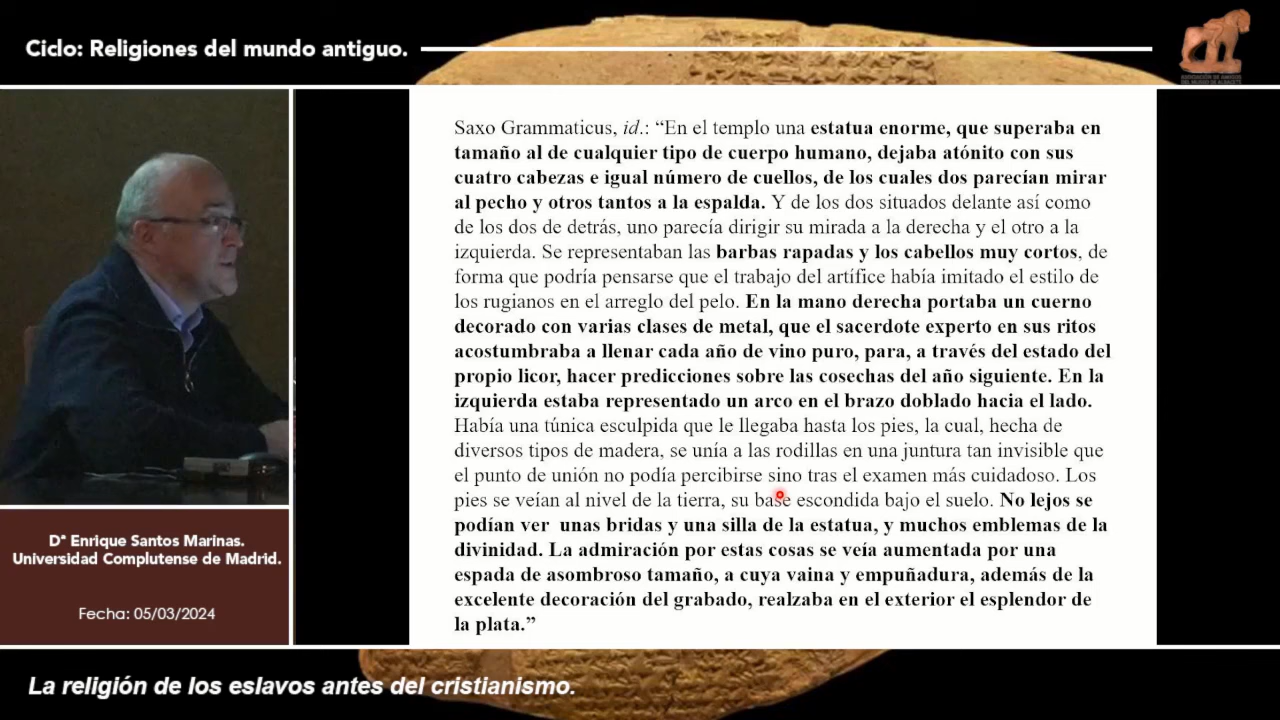 Ciclo: Religiones del mundo antiguo.
ASOCIACIÓN DE AMIGOS
DEL MUSEO DE ALBACETE
Saxo Grammaticus, id.: “En el templo una estatua enorme, que superaba en
tamaño al de cualquier tipo de cuerpo humano, dejaba atónito con sus
cuatro cabezas e igual número de cuellos, de los cuales dos parecían mirar
al pecho y otros tantos a la espalda. Y de los dos situados delante así como
de los dos de detrás, uno parecía dirigir su mirada a la derecha y el otro a la
izquierda. Se representaban las barbas rapadas y los cabellos muy cortos, de
forma que podría pensarse que el trabajo del artífice había imitado el estilo de
los rugianos en el arreglo del pelo. En la mano derecha portaba un cuerno
decorado con varias clases de metal, que el sacerdote experto en sus ritos
acostumbraba a llenar cada año de vino puro, para, a través del estado del
propio licor, hacer predicciones sobre las cosechas del año siguiente. En la
izquierda estaba representado un arco en el brazo doblado hacia el lado.
Había una túnica esculpida que le llegaba hasta los pies, la cual, hecha de
diversos tipos de madera, se unía a las rodillas en una juntura tan invisible que
el punto de unión no podía percibirse sino tras el examen más cuidadoso. Los
pies se veían al nivel de la tierra, su base escondida bajo el suelo. No lejos se
podían ver unas bridas y una silla de la estatua, y muchos emblemas de la
divinidad. La admiración por estas cosas se veía aumentada por una
espada de asombroso tamaño, a cuya vaina y empuñadura, además de la
excelente decoración del grabado, realzaba en el exterior el esplendor de
la plata.”
Dª Enrique Santos Marinas.
Universidad Complutense de Madrid.
Fecha: 05/03/2024
La religión de los eslavos antes del cristianismo.